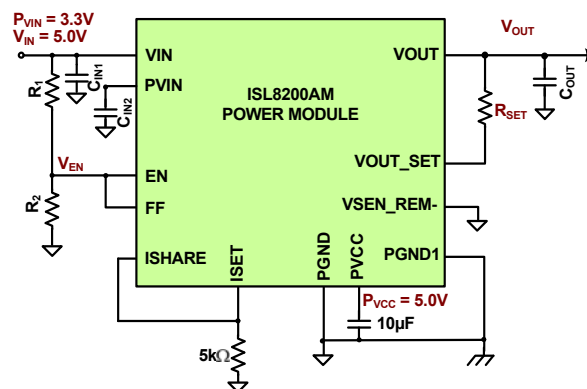 PVIN = 3.3V
VIN = 5.0V
VOUT
VIN
VOUT
R1
CIN1
PVIN
CIN2
ISL8200AM
POWER MODULE
RSET
COUT
VEN
EN
FF
R2
VOUT_SET
VSEN_REM-
ISHARE
ISET
PGND
PVCC
PGND1
PVCC = 5.0V
10µF
5kΩ